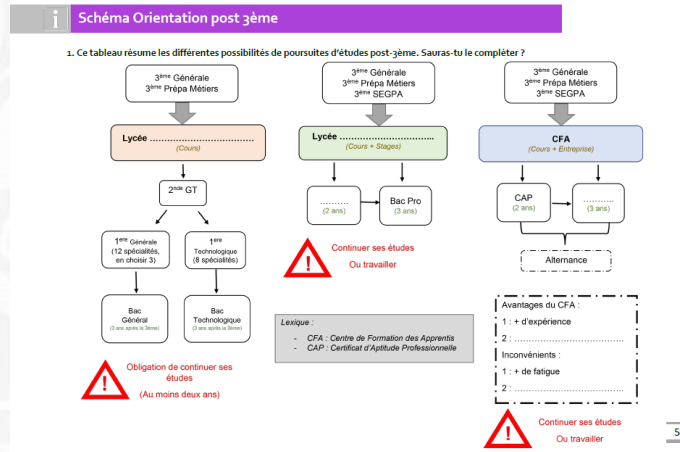 i
Schéma Orientation post 3ème
1. Ce tableau résume les différentes possibilités de poursuites d'études post-3ème. Sauras-tu le compléter ?
3ème Générale
3ème Prépa Métiers
Lycée ……………………………
(Cours)
2nde GT
1ere Générale
(12 spécialités,
en choisir 3)
1ere
Technologique
(8 spécialités)
Bac
Général
(3 ans après la 3ème)
Bac
Technologique
(3 ans après la 3ème)
!
Obligation de continuer ses
études
(Au moins deux ans)
3ème Générale
3ème Prépa Métiers
3ème SEGPA
Lycée …………………………..
(Cours + Stages)
……….
(2 ans)
Bac Pro
(3 ans)
!
Continuer ses études
Ou travailler
Lexique :
- CFA : Centre de Formation des Apprentis
- CAP : Certificat d'Aptitude Professionnelle
3ème Générale
3ème Prépa Métiers
3ème SEGPA
CFA
(Cours + Entreprise)
CAP
(2 ans)
………..
(3 ans)
Alternance
Avantages du CFA :
1 : + d'expérience
2 : ………………………………
Inconvénients :
1 : + de fatigue
2 : ………………………………
!
Continuer ses études
Ou travailler
5